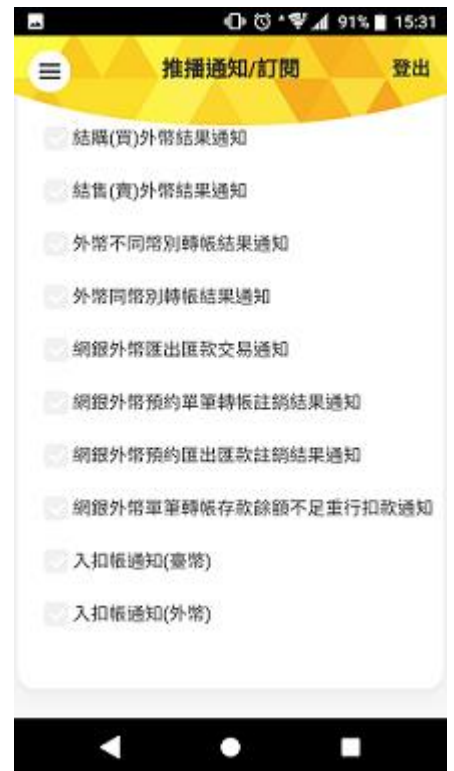 91% 15:31
推播通知/訂閱 登出
結購(買)外幣結果通知
結售(賣)外幣結果通知
外幣不同幣別轉帳結果通知
外幣同幣別轉帳結果通知
網銀外幣匯出匯款交易通知
網銀外幣預約單筆轉帳註銷結果通知
網銀外幣預約匯出匯款註銷結果通知
網銀外幣單筆轉帳存款餘額不足重行扣款通知
入扣帳通知(臺幣)
入扣帳通知(外幣)